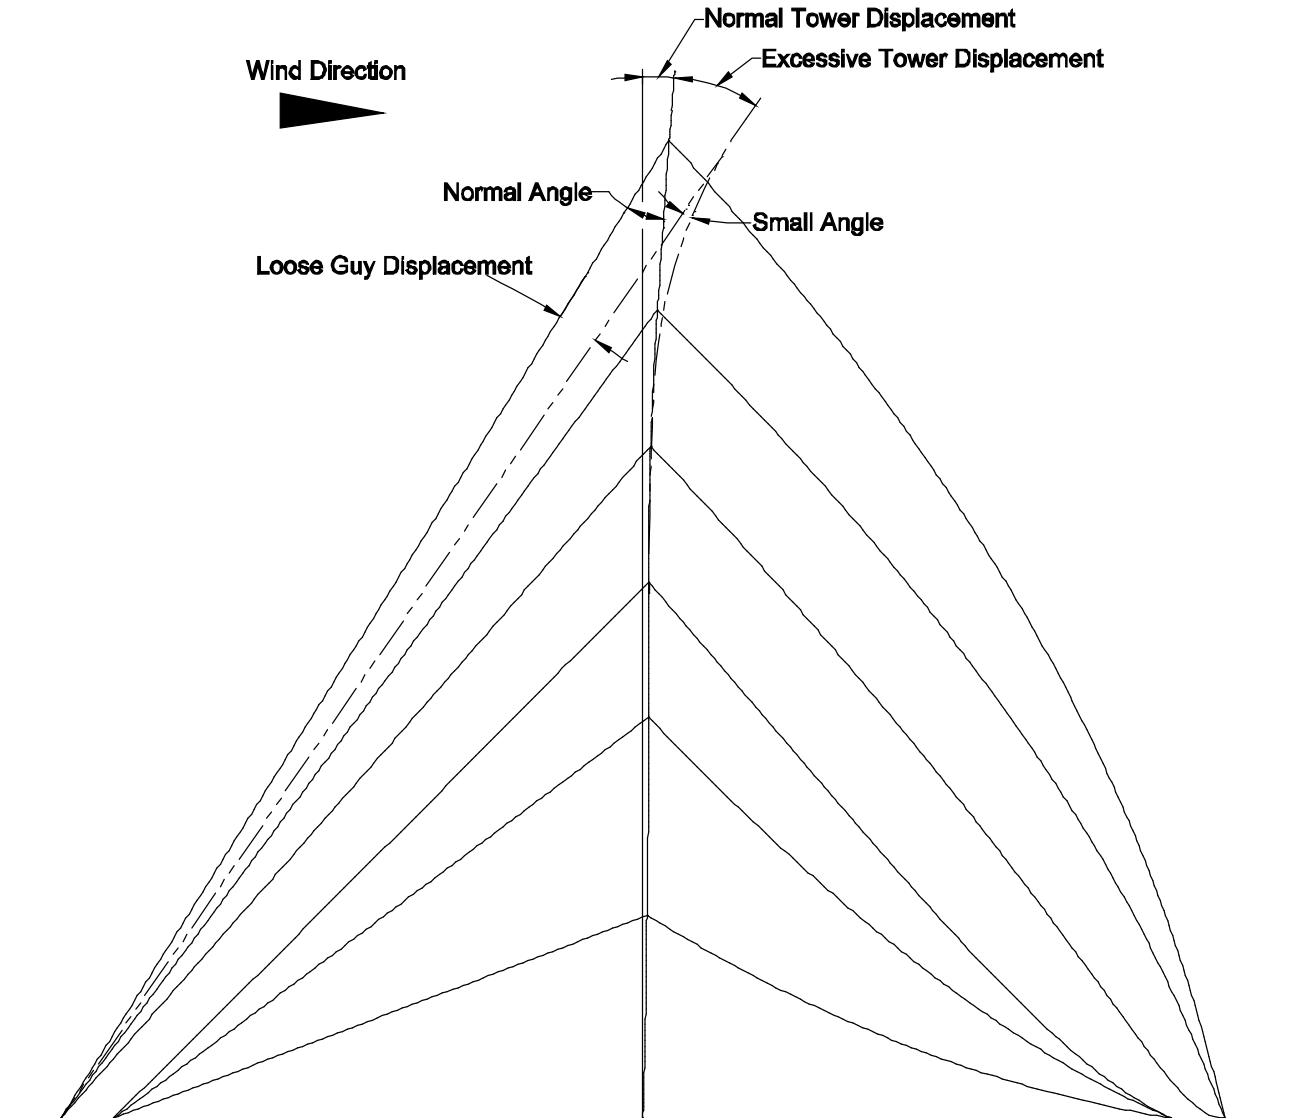 Normal Tower Displacement
Excessive Tower Displacement
Wind Direction
Normal Angle
Small Angle
Loose Guy Displacement